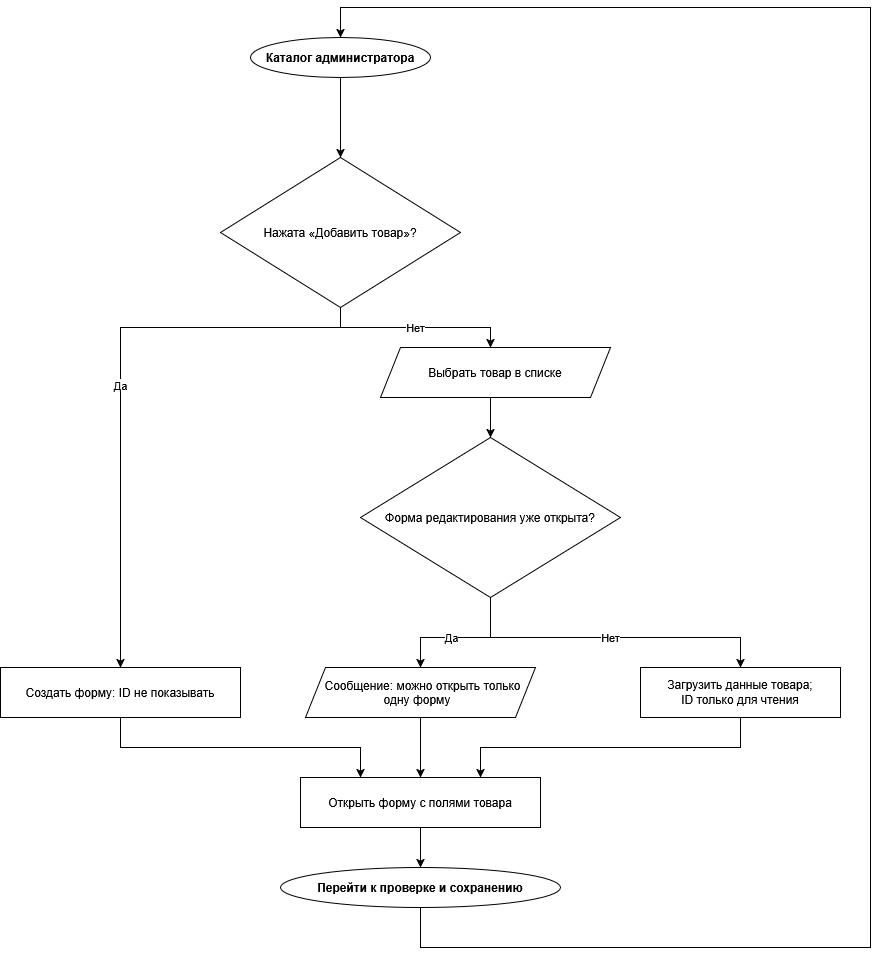 Каталог администратора
Нажата «Добавить товар»?
Нет
Выбрать товар в списке
Да
Форма редактирования уже открыта?
Да
Нет
Создать форму: ID не показывать
Сообщение: можно открыть только
одну форму
Загрузить данные товара;
ID только для чтения
Открыть форму с полями товара
Перейти к проверке и сохранению